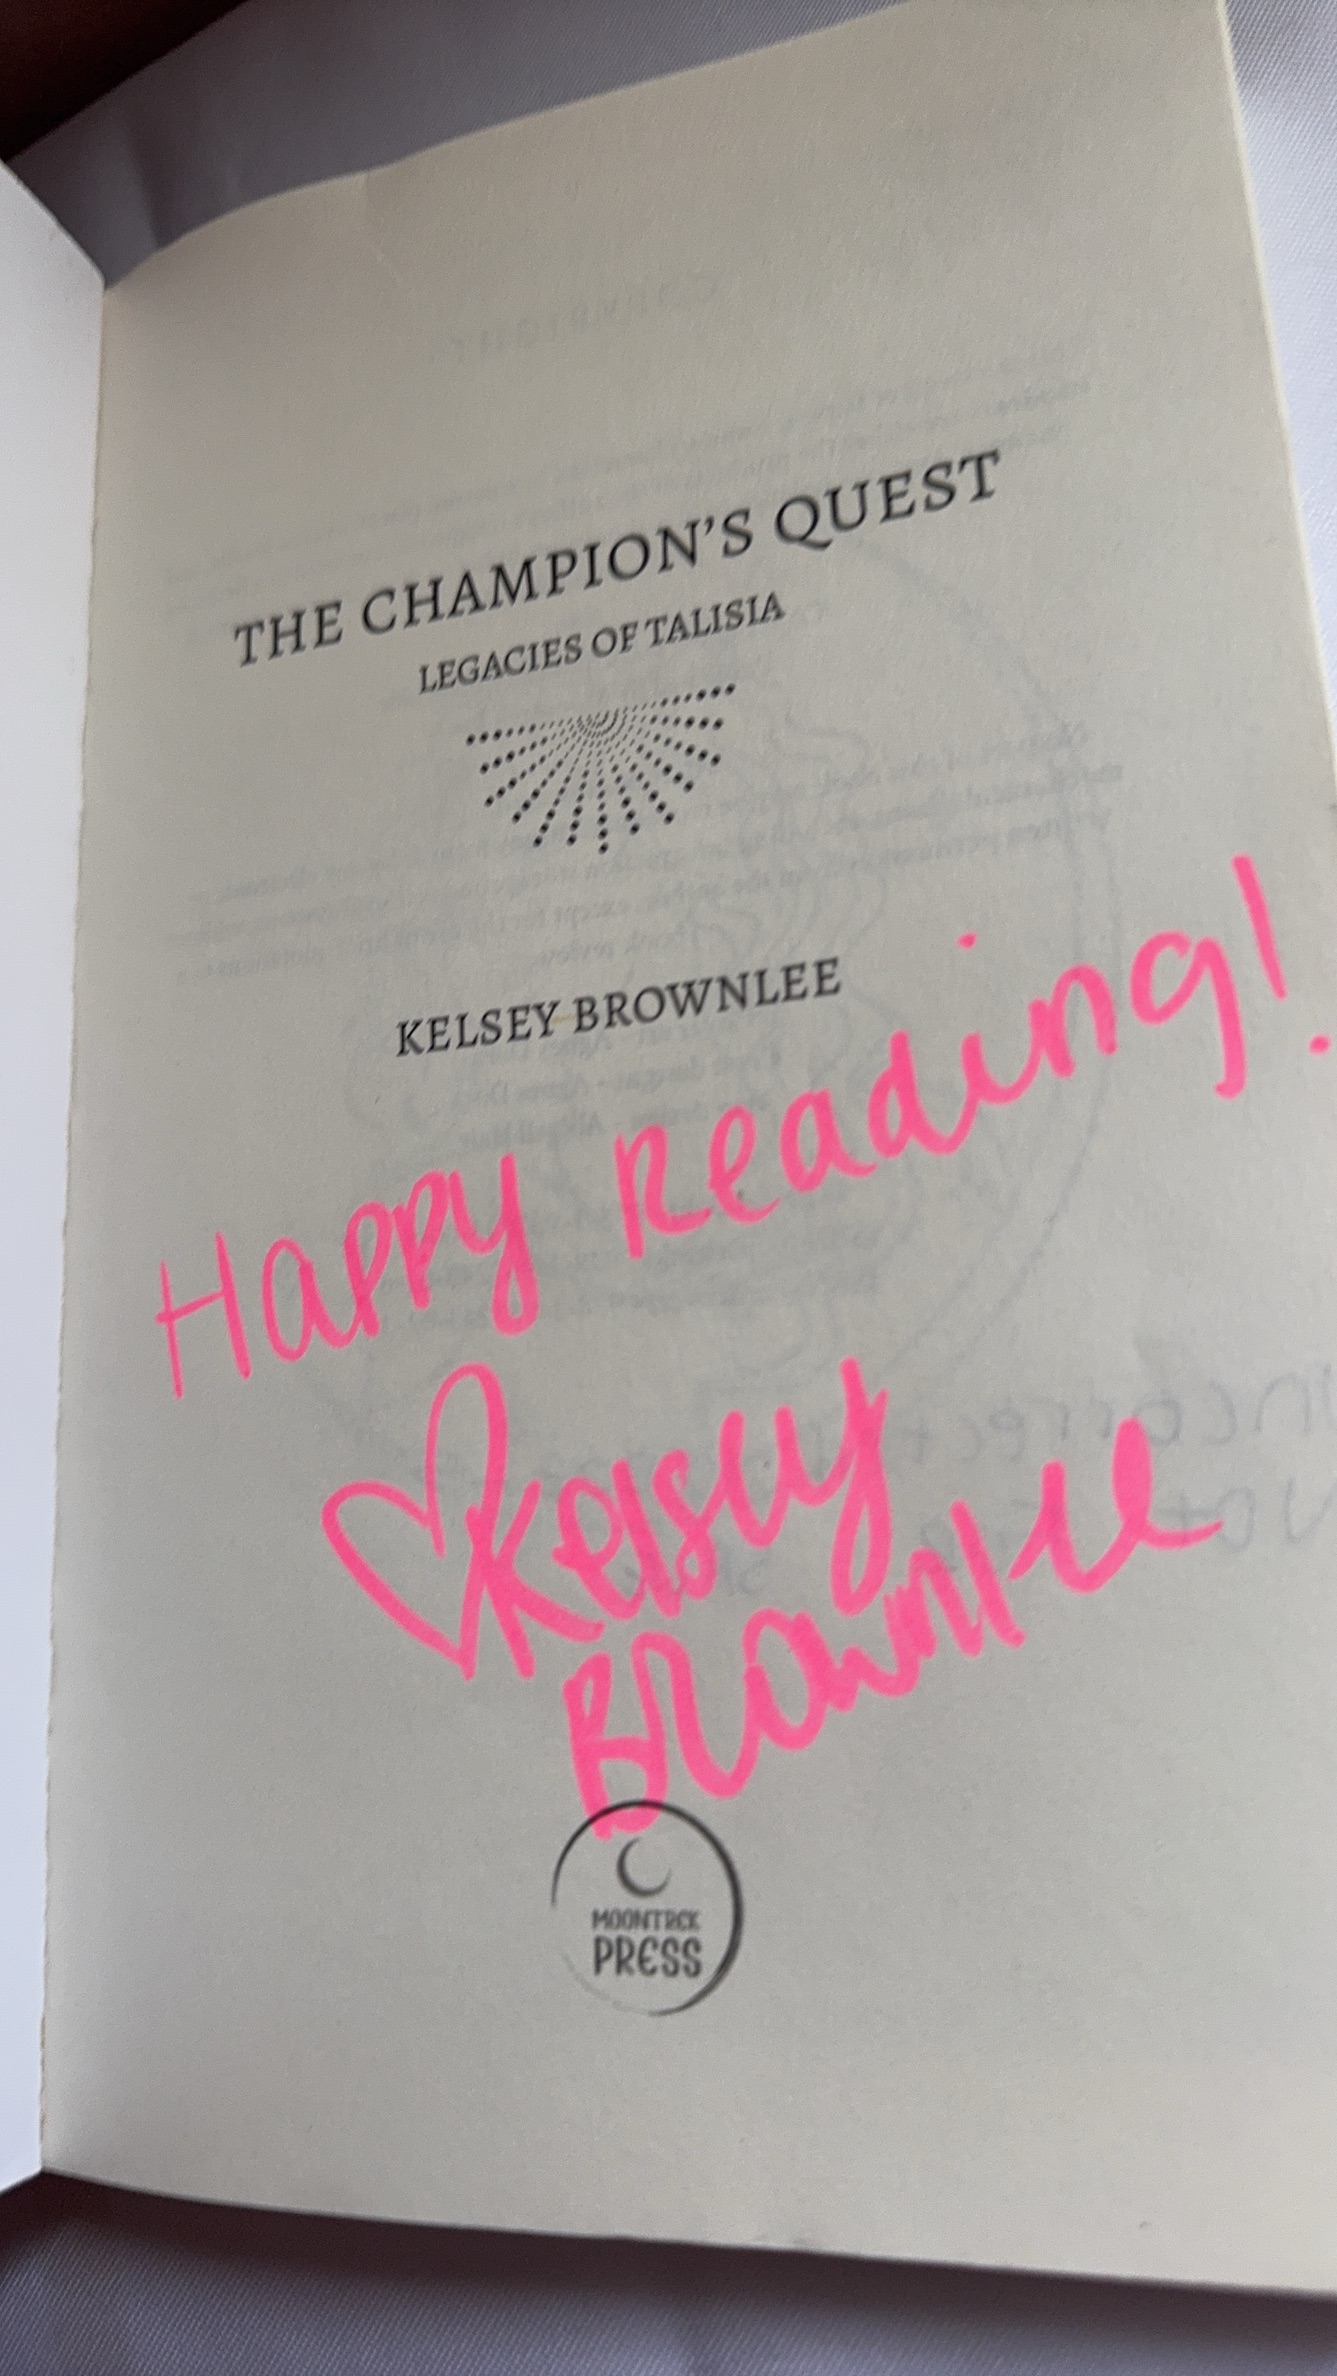 THE CHAMPION'S QUEST
LEGACIES OF TALISIA
KELSEY BROWNLEE
Happy Reading!
Kelsey
Brownlee
MOONTREK
PRESS